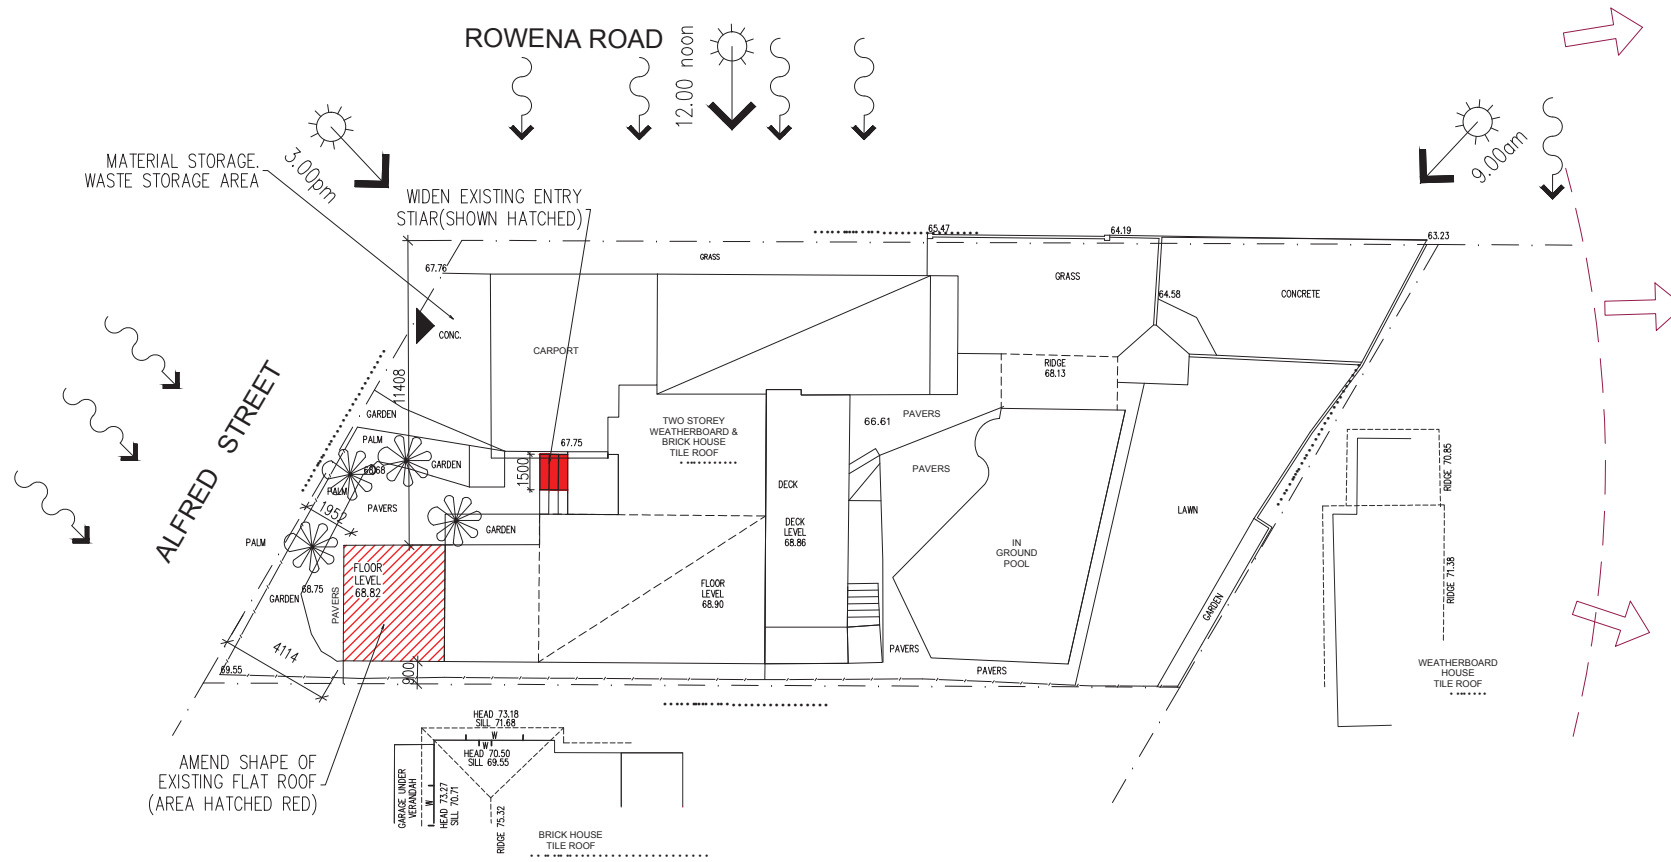 ROWENA ROAD
12.00 noon
3.00pm
9.00am
MATERIAL STORAGE.
WASTE STORAGE AREA
WIDEN EXISTING ENTRY
STIAR(SHOWN HATCHED)
65.47
64.19
63.23
67.76
GRASS
GRASS
CONCRETE
64.58
CONC.
CARPORT
11408
RIDGE
68.13
ALFRED STREET
GARDEN
PALM
68.68
GARDEN
67.75
1500
TWO STOREY
WEATHERBOARD &
BRICK HOUSE
TILE ROOF
66.61
PAVERS
PAVERS
RIDGE 70.85
PALM
1952
PAVERS
GARDEN
DECK
DECK
LEVEL
68.86
LAWN
PALM
IN
GROUND
POOL
FLOOR
LEVEL
68.82
68.75
GARDEN
PAVERS
FLOOR
LEVEL
68.90
RIDGE 71.38
GARDEN
4114
69.55
900
PAVERS
PAVERS
WEATHERBOARD
HOUSE
TILE ROOF
AMEND SHAPE OF
EXISTING FLAT ROOF
(AREA HATCHED RED)
HEAD 73.18
SILL 71.68
W
W
HEAD 70.50
SILL 69.55
GARAGE UNDER
VERANDAH
W
HEAD 73.27
SILL 70.71
RIDGE 75.32
BRICK HOUSE
TILE ROOF